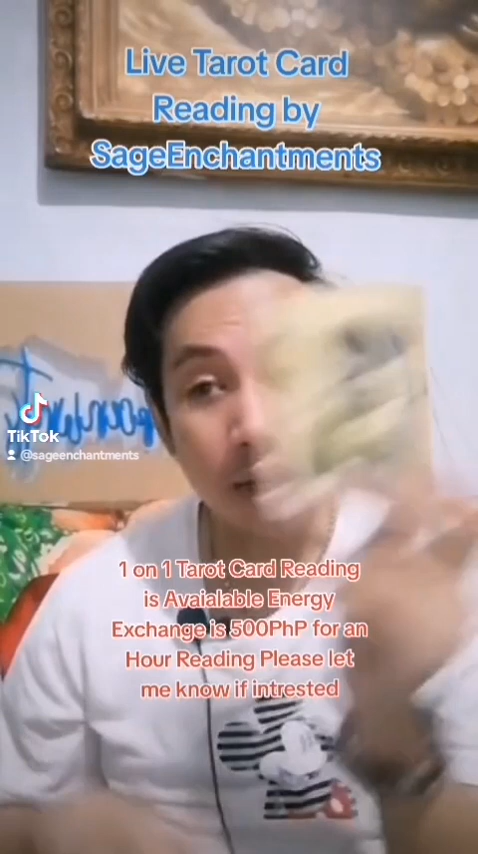 Live Tarot Card
Reading by
SageEnchantments
TikTok
@sageenchantments
1 on 1 Tarot Card Reading
is Avaialable Energy
Exchange is 500PhP for an
Hour Reading Please let
me know if intrested